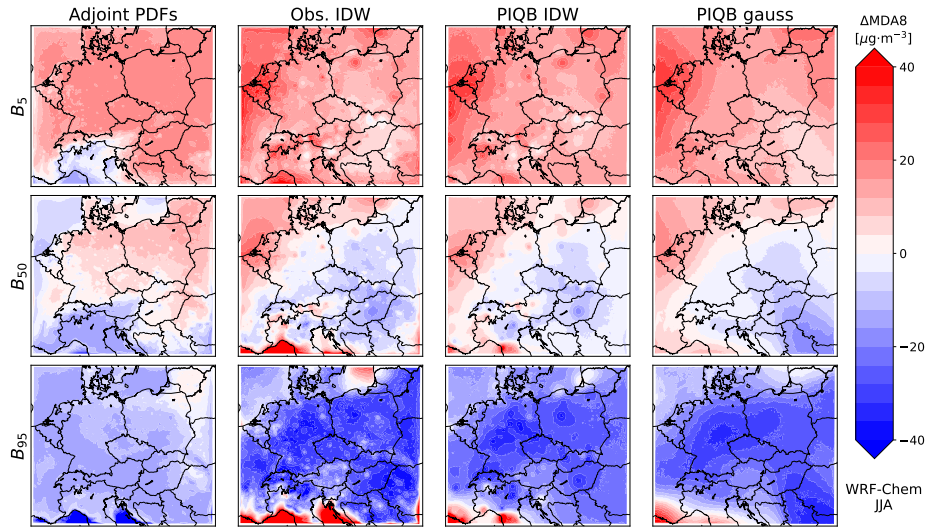 Adjoint PDFs Obs. IDW PIQB IDW PIQB gauss
ΔMDA8
[μg·m⁻³]
B₅
B₅₀
B₉₅
40
20
0
−20
−40
WRF-Chem
JJA